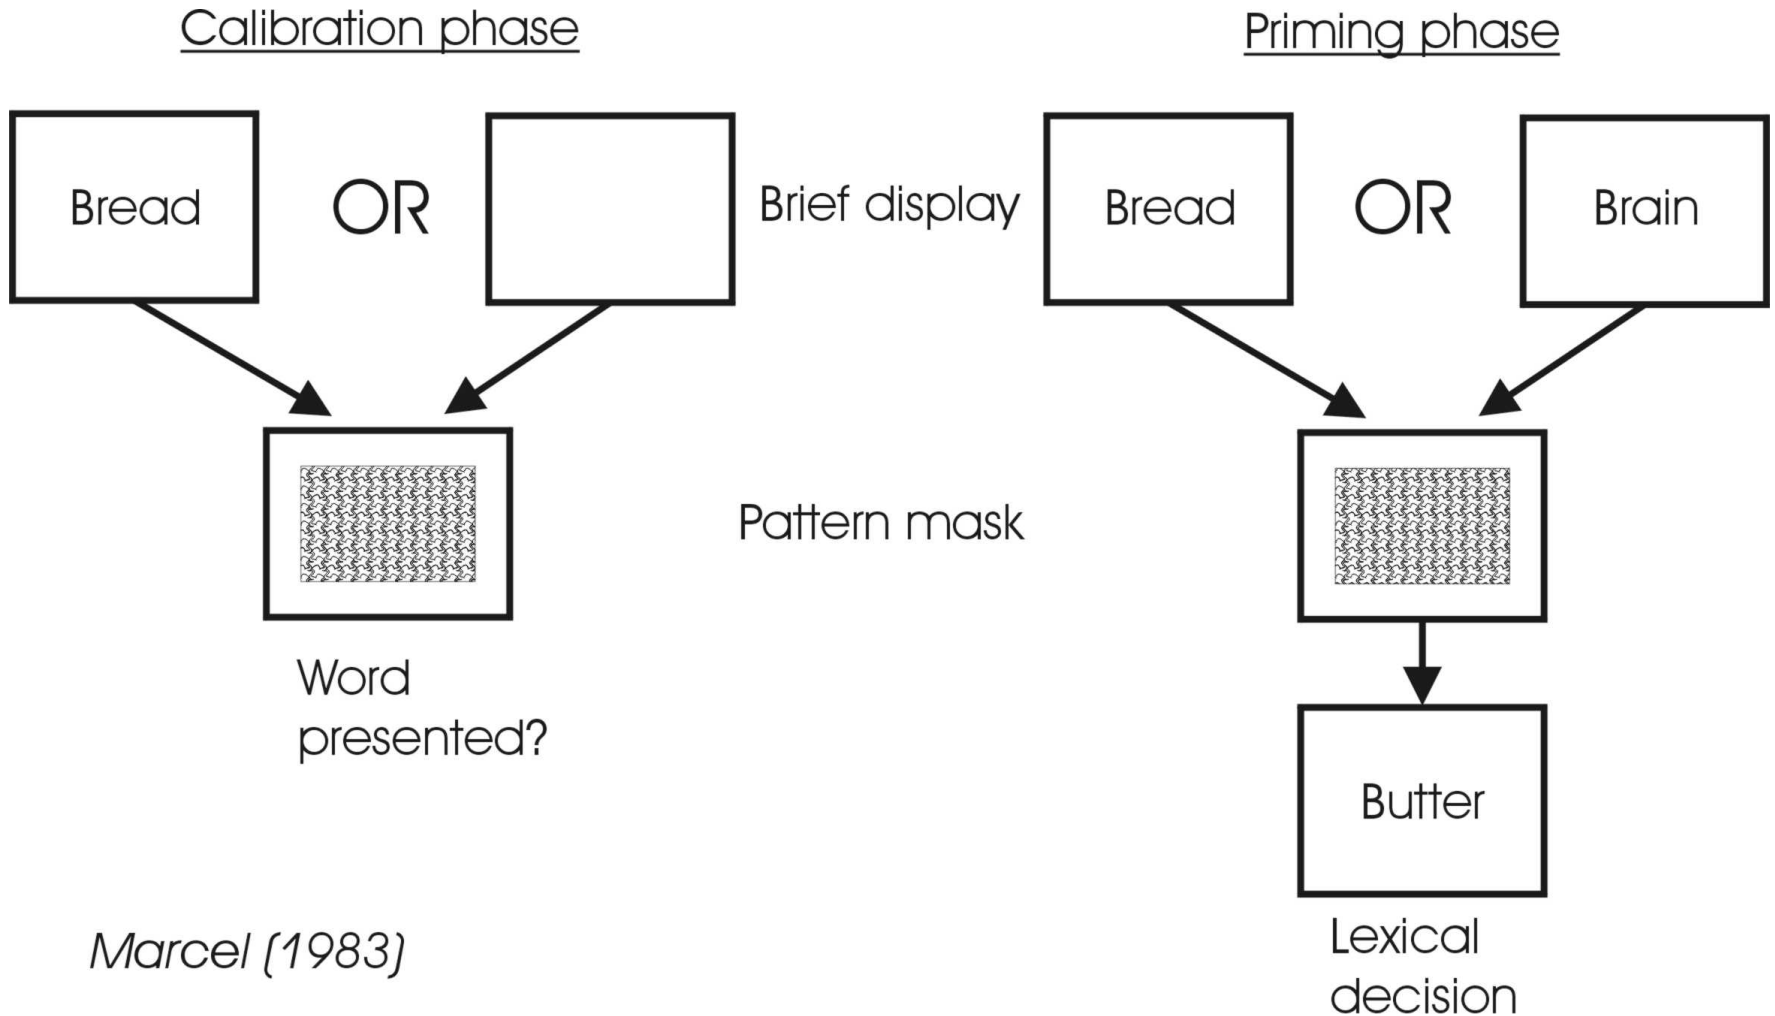 Calibration phase
Priming phase
Bread
OR
Brief display
Bread
OR
Brain
Pattern mask
Word
presented?
Butter
Lexical
decision
Marcel (1983)